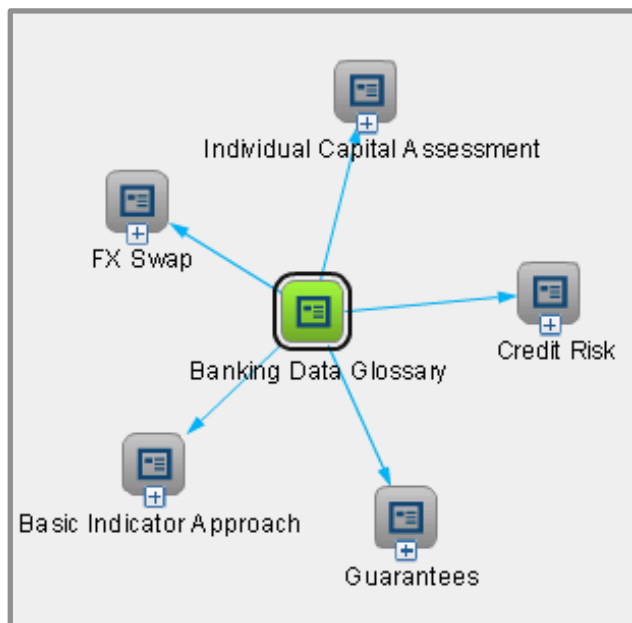 Individual Capital Assessment
FX Swap
Credit Risk
Banking Data Glossary
Basic Indicator Approach
Guarantees